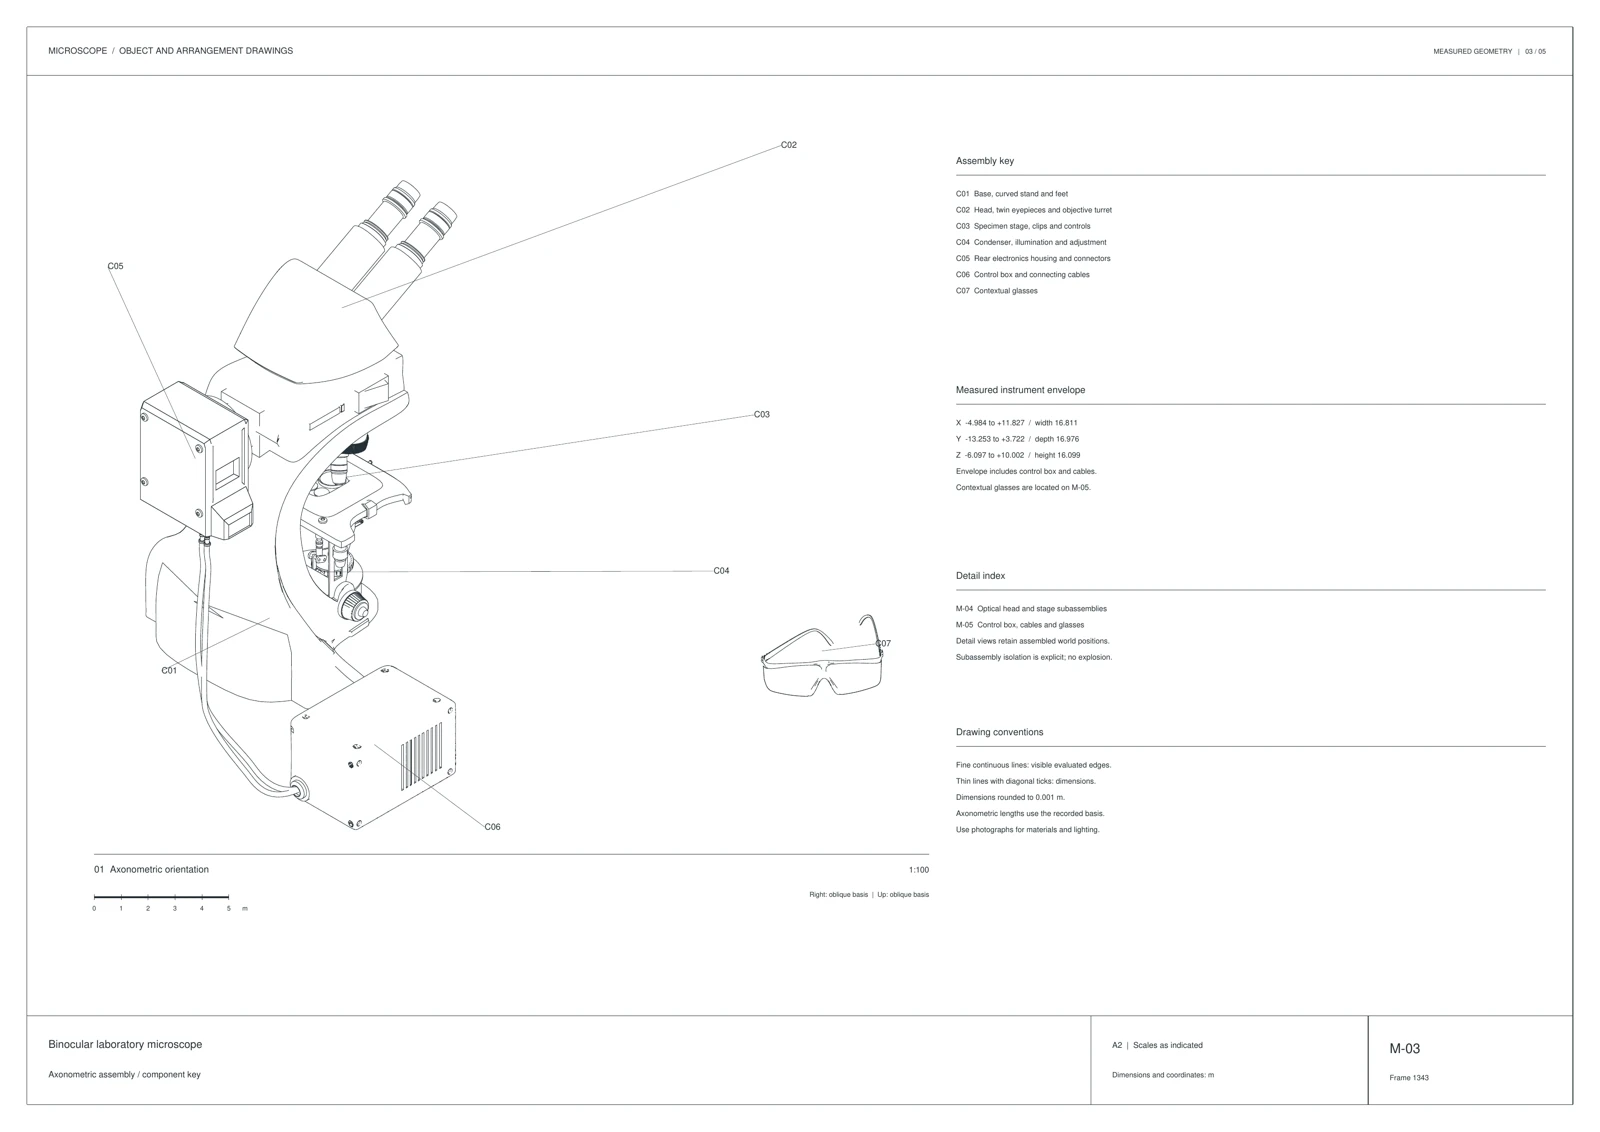 MICROSCOPE / OBJECT AND ARRANGEMENT DRAWINGS
MEASURED GEOMETRY | 03 / 05
C02
C05
C03
C04
C07
C01
C06
01 Axonometric orientation
1:100
Right: oblique basis | Up: oblique basis
0 1 2 3 4 5 m
Assembly key
C01 Base, curved stand and feet
C02 Head, twin eyepieces and objective turret
C03 Specimen stage, clips and controls
C04 Condenser, illumination and adjustment
C05 Rear electronics housing and connectors
C06 Control box and connecting cables
C07 Contextual glasses
Measured instrument envelope
X -4.984 to +11.827 / width 16.811
Y -13.253 to +3.722 / depth 16.976
Z -6.097 to +10.002 / height 16.099
Envelope includes control box and cables.
Contextual glasses are located on M-05.
Detail index
M-04 Optical head and stage subassemblies
M-05 Control box, cables and glasses
Detail views retain assembled world positions.
Subassembly isolation is explicit; no explosion.
Drawing conventions
Fine continuous lines: visible evaluated edges.
Thin lines with diagonal ticks: dimensions.
Dimensions rounded to 0.001 m.
Axonometric lengths use the recorded basis.
Use photographs for materials and lighting.
Binocular laboratory microscope
Axonometric assembly / component key
A2 | Scales as indicated
Dimensions and coordinates: m
M-03
Frame 1343